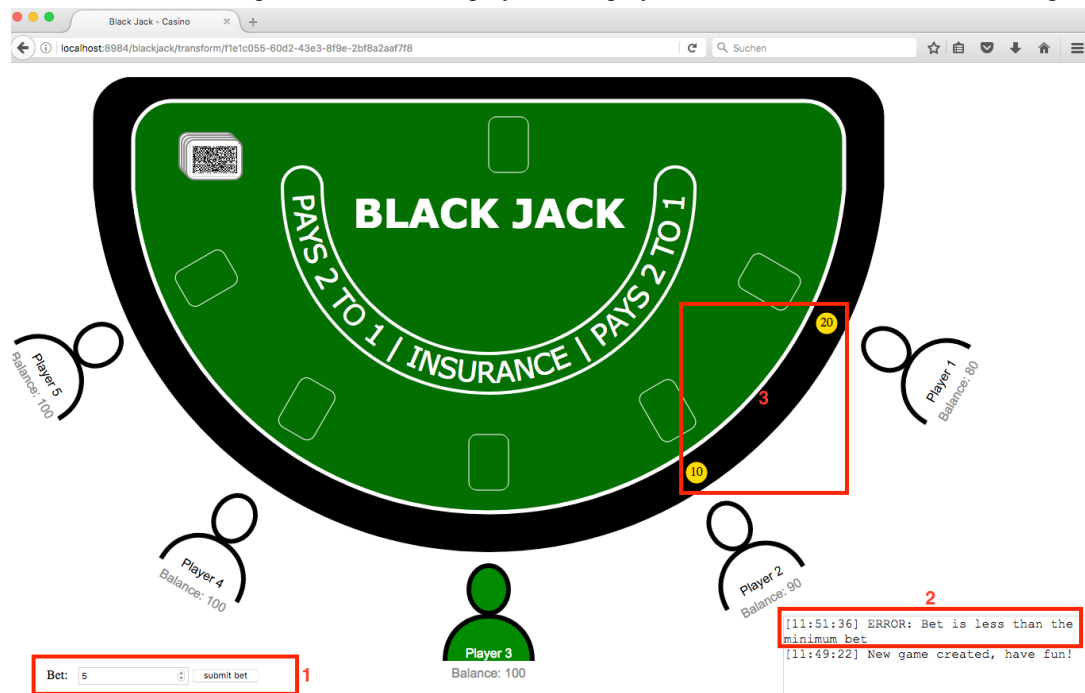 Black Jack - Casino
localhost:8984/blackjack/transform/f1e1c055-60d2-43e3-8f9e-2bf8a2aaf7f8
Suchen
BLACK JACK
PAYS 2 TO 1 | INSURANCE | PAYS 2 TO 1
20
3
10
Player 1
Balance: 80
Player 5
Balance: 100
Player 4
Balance: 100
Player 2
Balance: 90
Player 3
Balance: 100
2
[11:51:36] ERROR: Bet is less than the
minimum bet
[11:49:22] New game created, have fun!
Bet: 5 submit bet
1